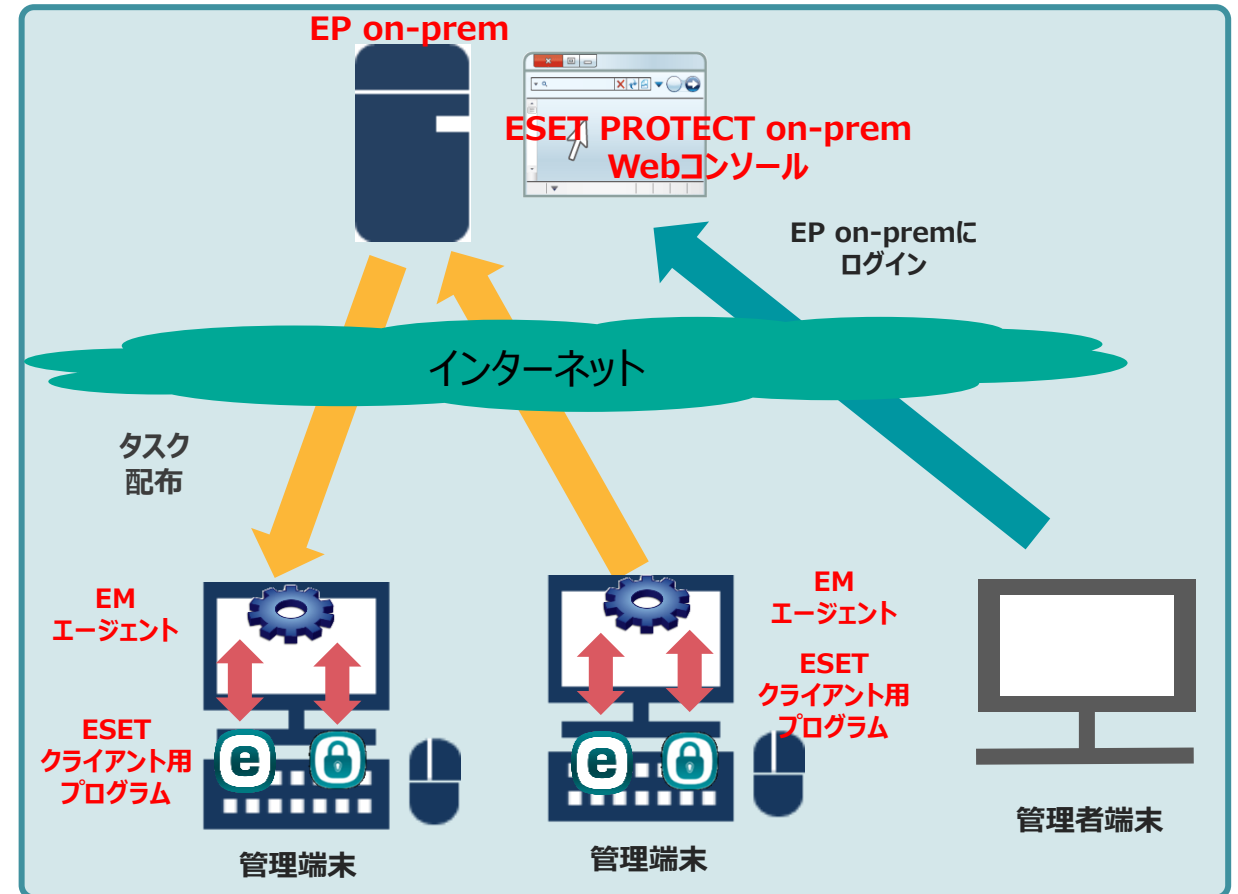 EP on-prem
ESET PROTECT on-prem
Webコンソール
EP on-premに
ログイン
インターネット
タスク
配布
EM
エージェント
ESET
クライアント用
プログラム
e
管理端末
EM
エージェント
ESET
クライアント用
プログラム
e
管理端末
管理者端末